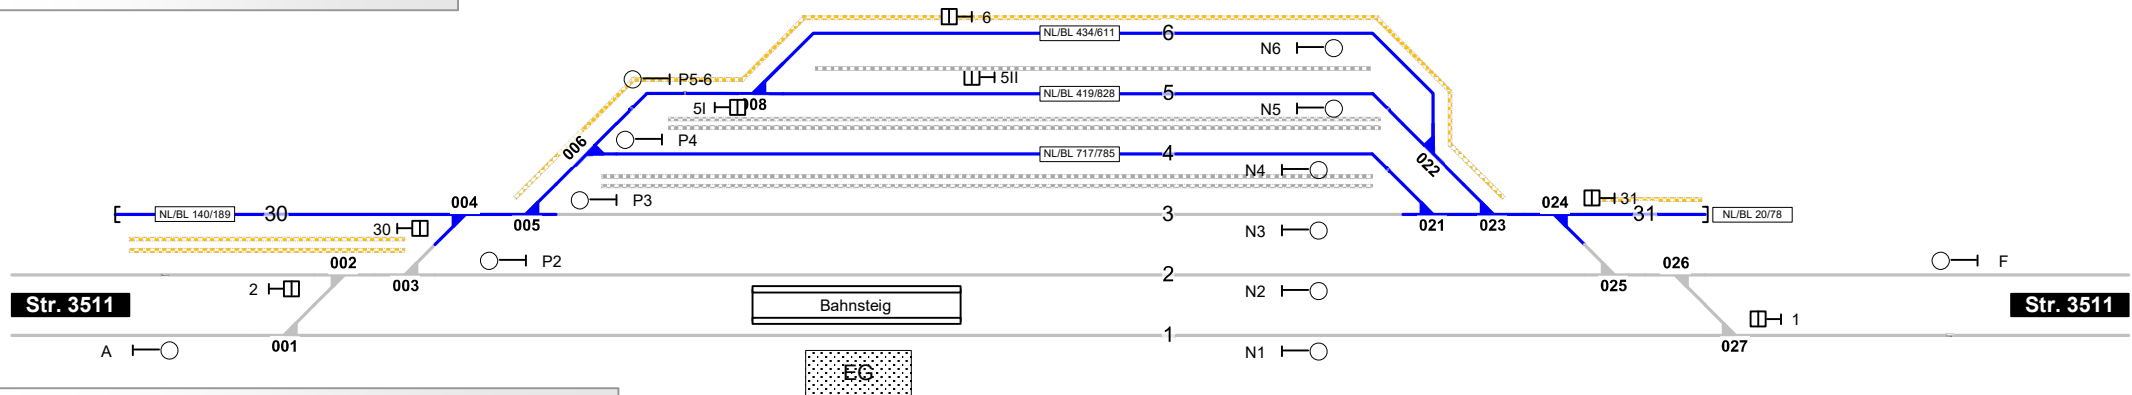 6
NL/BL 434/611
6
N6
P5-6
5II
NL/BL 419/828
5
5I
008
N5
006
P4
NL/BL 717/785
4
N4
022
004
P3
024
31
NL/BL 140/189
30
3
31
NL/BL 20/78
30
005
N3
021
023
002
P2
026
F
2
003
2
025
Str. 3511
N2
Bahnsteig
Str. 3511
1
1
001
027
A
N1
EG